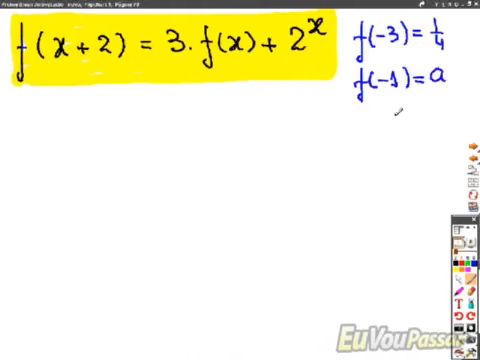 f(x+2) = 3.f(x) + 2^x
f(-3) = 1/4
f(-1) = a
EuVouPassar